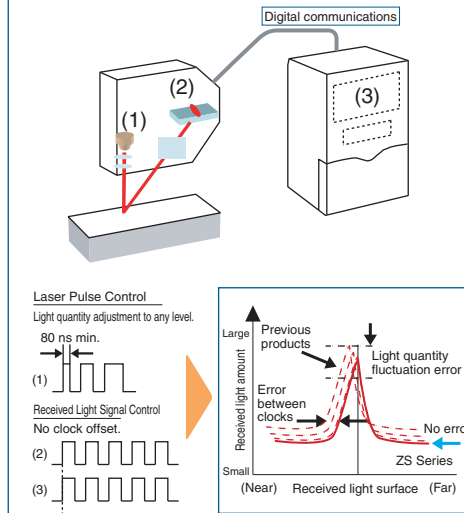 Digital communications
(1)
(2)
(3)
Laser Pulse Control
Light quantity adjustment to any level.
80 ns min.
(1)
Received Light Signal Control
No clock offset.
(2)
(3)
Received light amount
Large
Small
Previous
products
Light quantity
fluctuation error
Error
between
clocks
No error
ZS Series
(Near)
Received light surface
(Far)